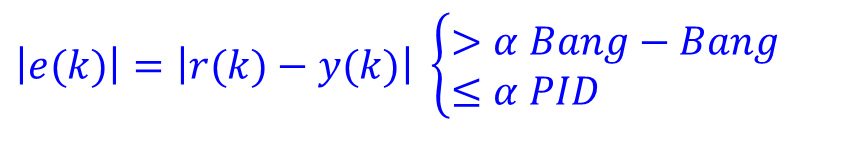 |e(k)| = |r(k) − y(k)| { > α Bang − Bang
≤ α PID